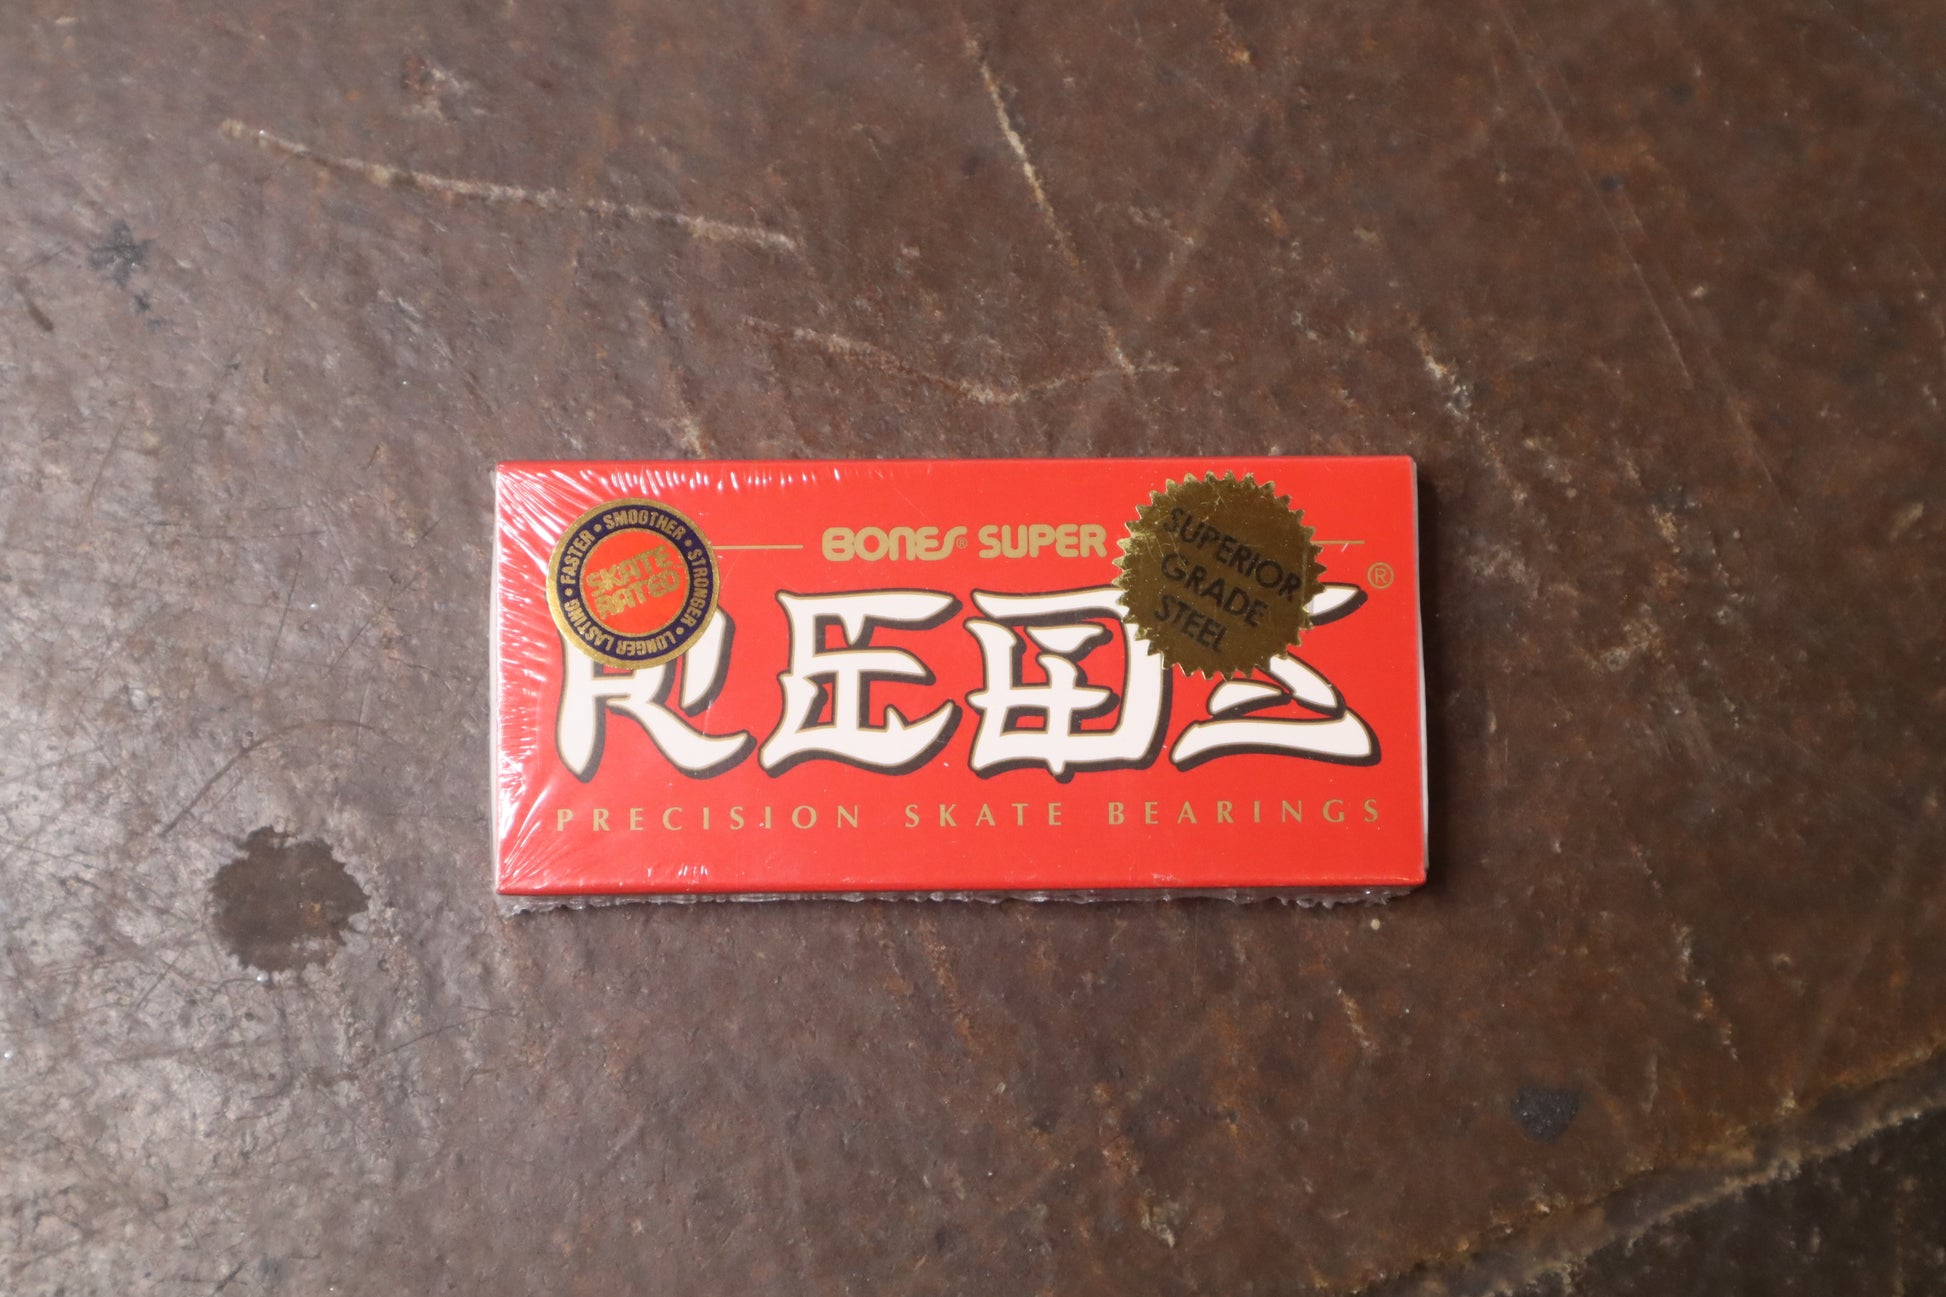 BONES® SUPER
REDS®
PRECISION SKATE BEARINGS
SKATE
RATED
FASTER • SMOOTHER • STRONGER • LONGER LASTING •
SUPERIOR
GRADE
STEEL